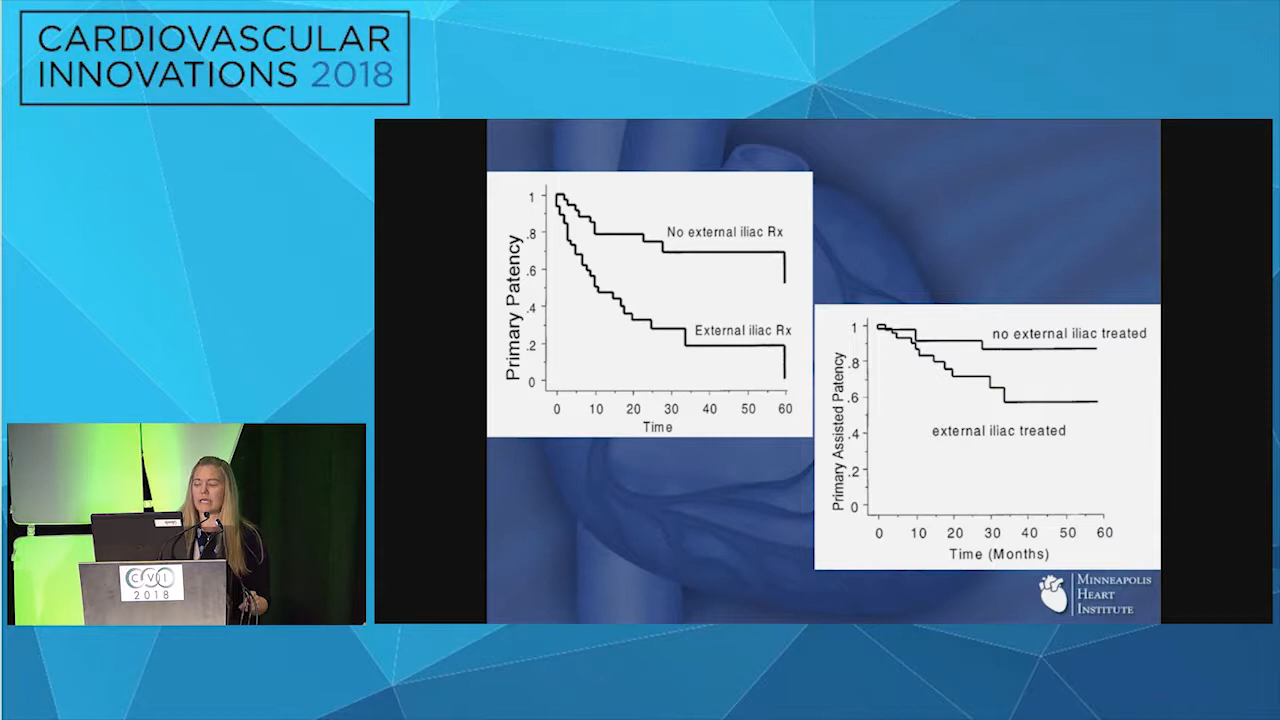 CARDIOVASCULAR
INNOVATIONS 2018
Primary Patency
1
.8
.6
.4
.2
0
No external iliac Rx
External iliac Rx
0 10 20 30 40 50 60
Time
Primary Assisted Patency
1
.8
.6
.4
.2
0
no external iliac treated
external iliac treated
0 10 20 30 40 50 60
Time (Months)
CVII
2018
MINNEAPOLIS
HEART
INSTITUTE